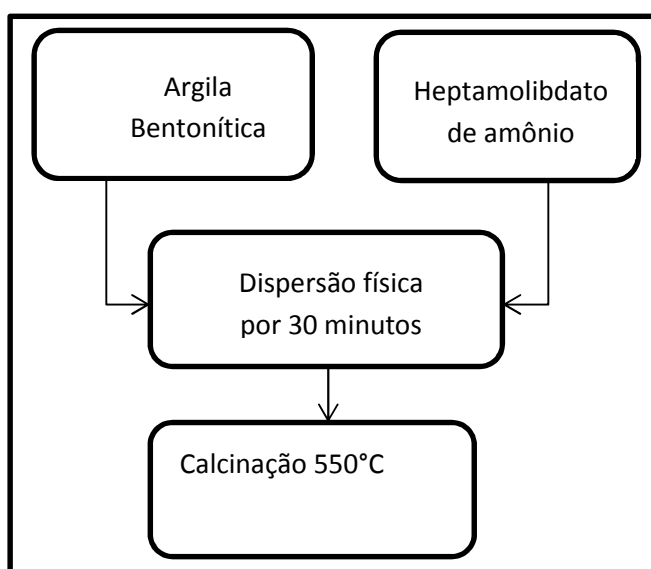 Argila
Bentonítica
Heptamolibdato
de amônio
Dispersão física
por 30 minutos
Calcinação 550°C